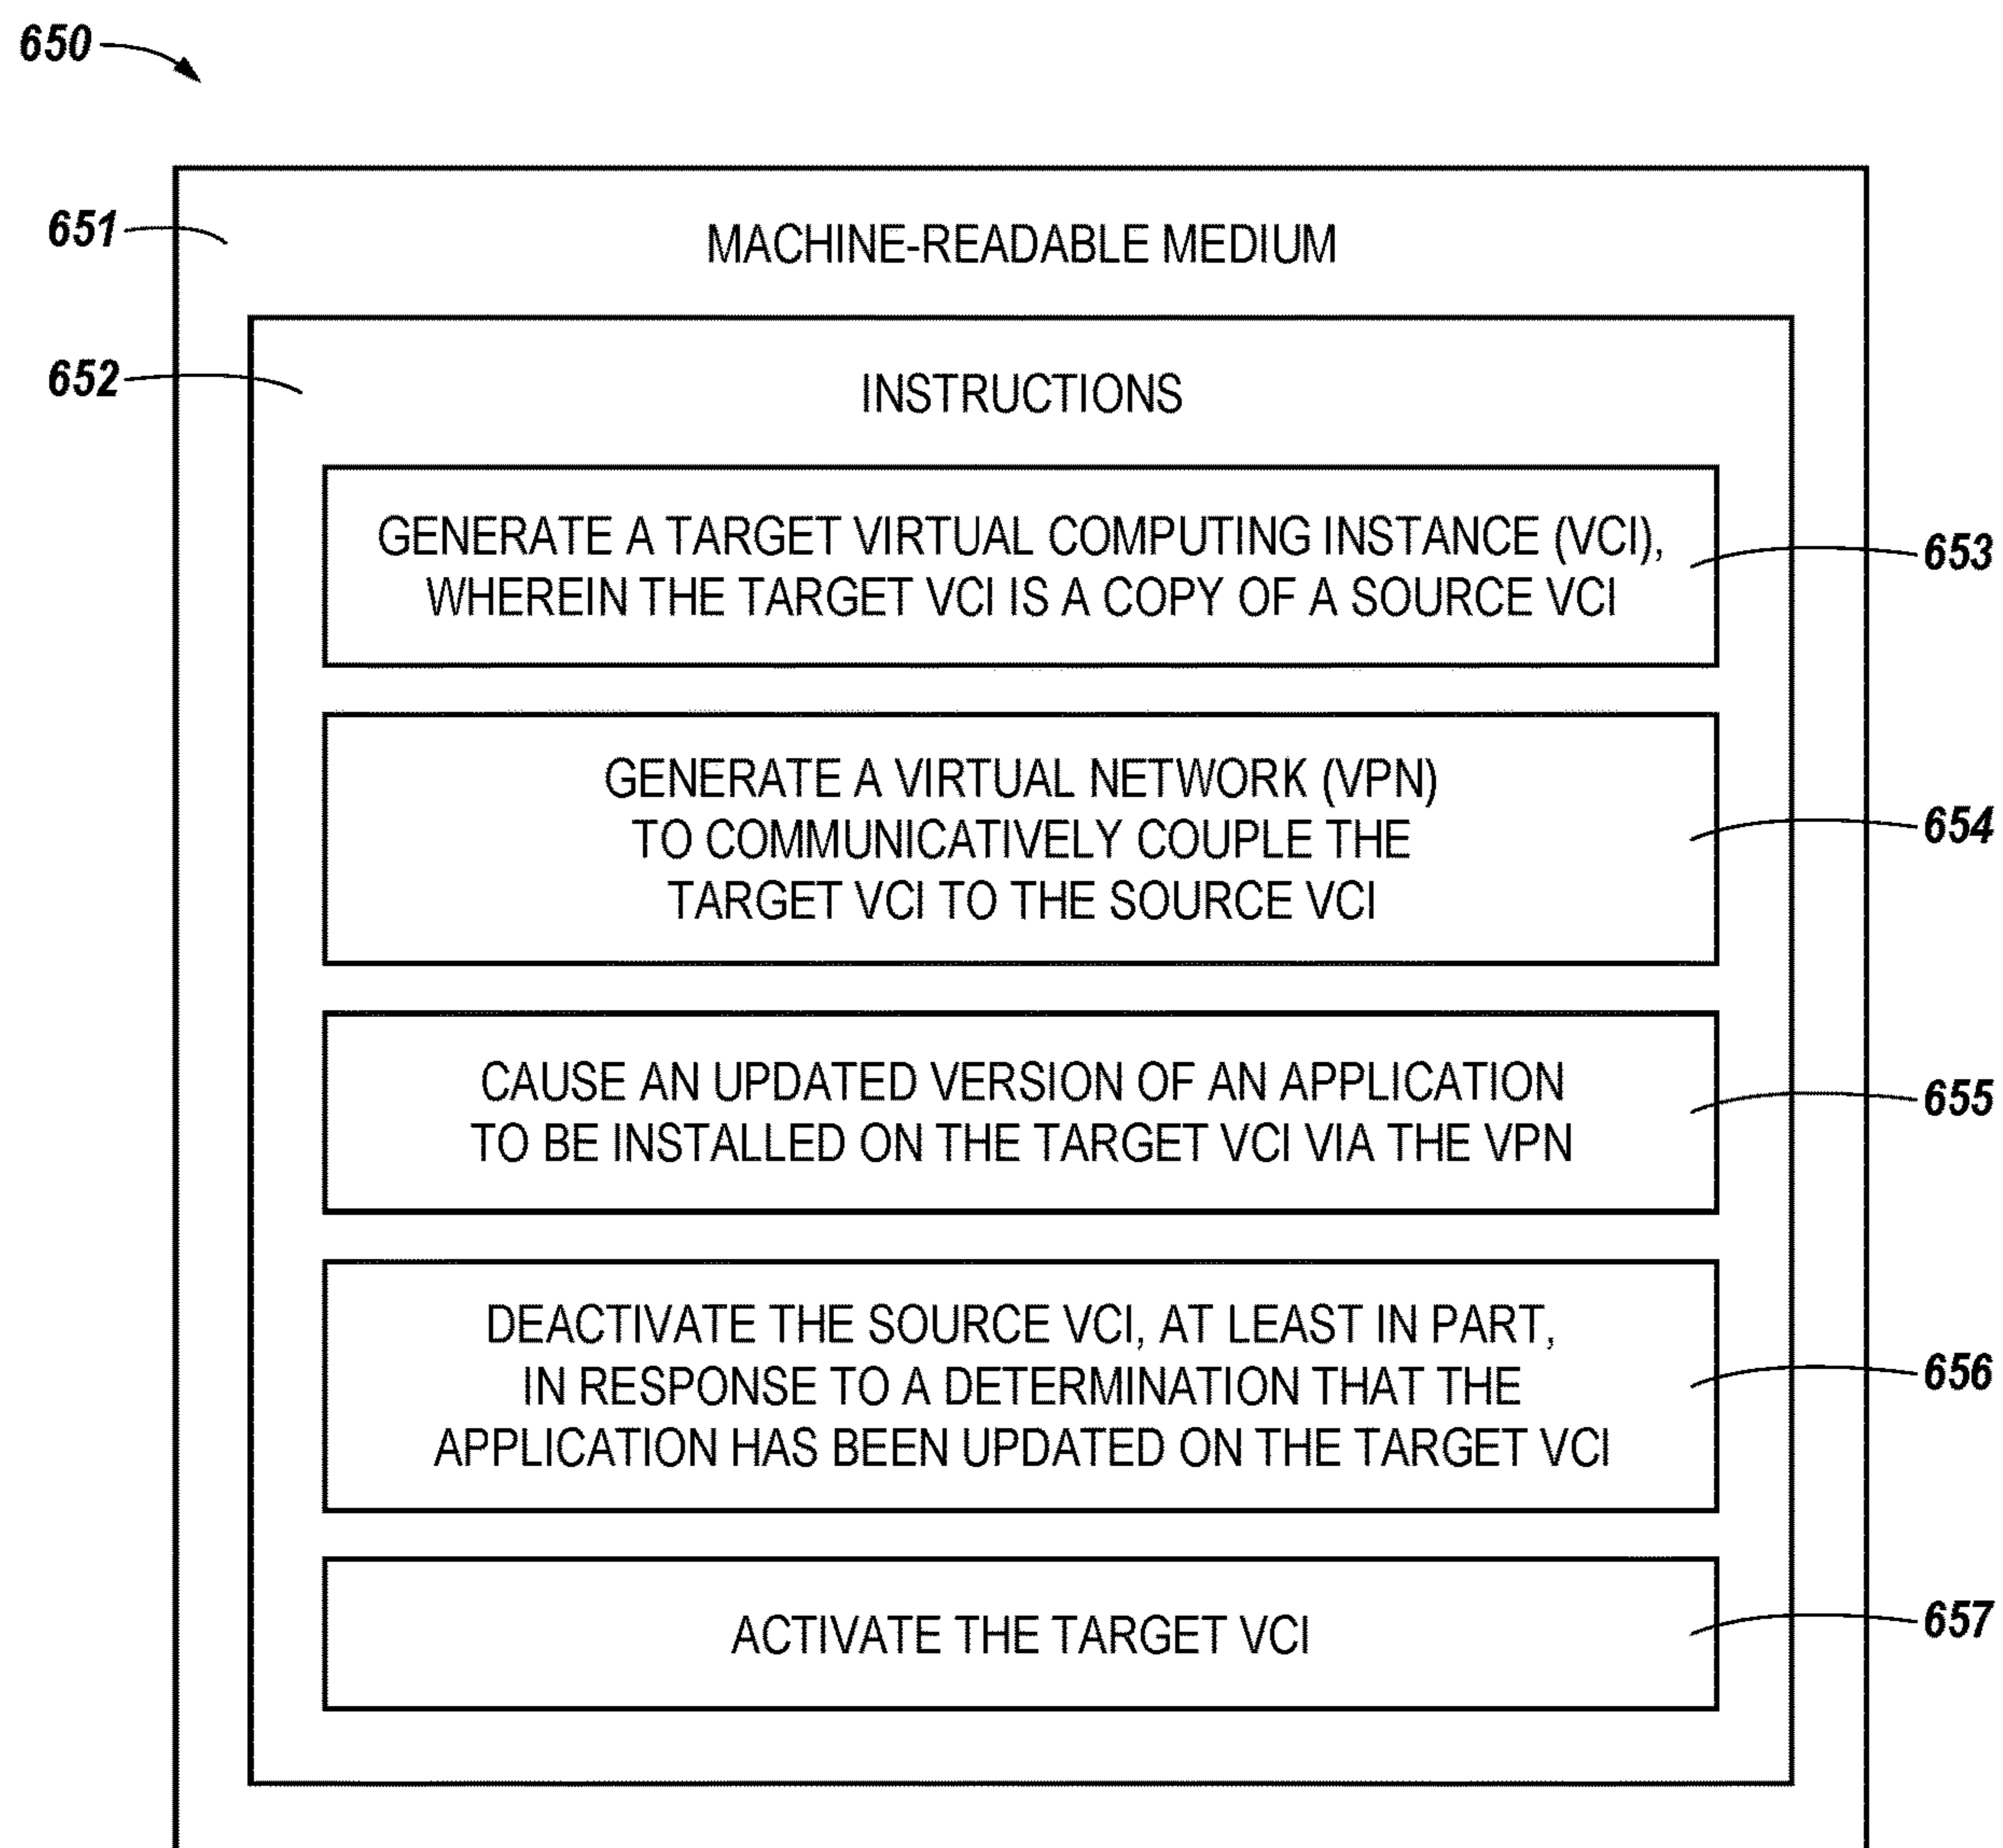 650
651
MACHINE-READABLE MEDIUM
652
INSTRUCTIONS
GENERATE A TARGET VIRTUAL COMPUTING INSTANCE (VCI),
WHEREIN THE TARGET VCI IS A COPY OF A SOURCE VCI
653
GENERATE A VIRTUAL NETWORK (VPN)
TO COMMUNICATIVELY COUPLE THE
TARGET VCI TO THE SOURCE VCI
654
CAUSE AN UPDATED VERSION OF AN APPLICATION
TO BE INSTALLED ON THE TARGET VCI VIA THE VPN
655
DEACTIVATE THE SOURCE VCI, AT LEAST IN PART,
IN RESPONSE TO A DETERMINATION THAT THE
APPLICATION HAS BEEN UPDATED ON THE TARGET VCI
656
ACTIVATE THE TARGET VCI
657